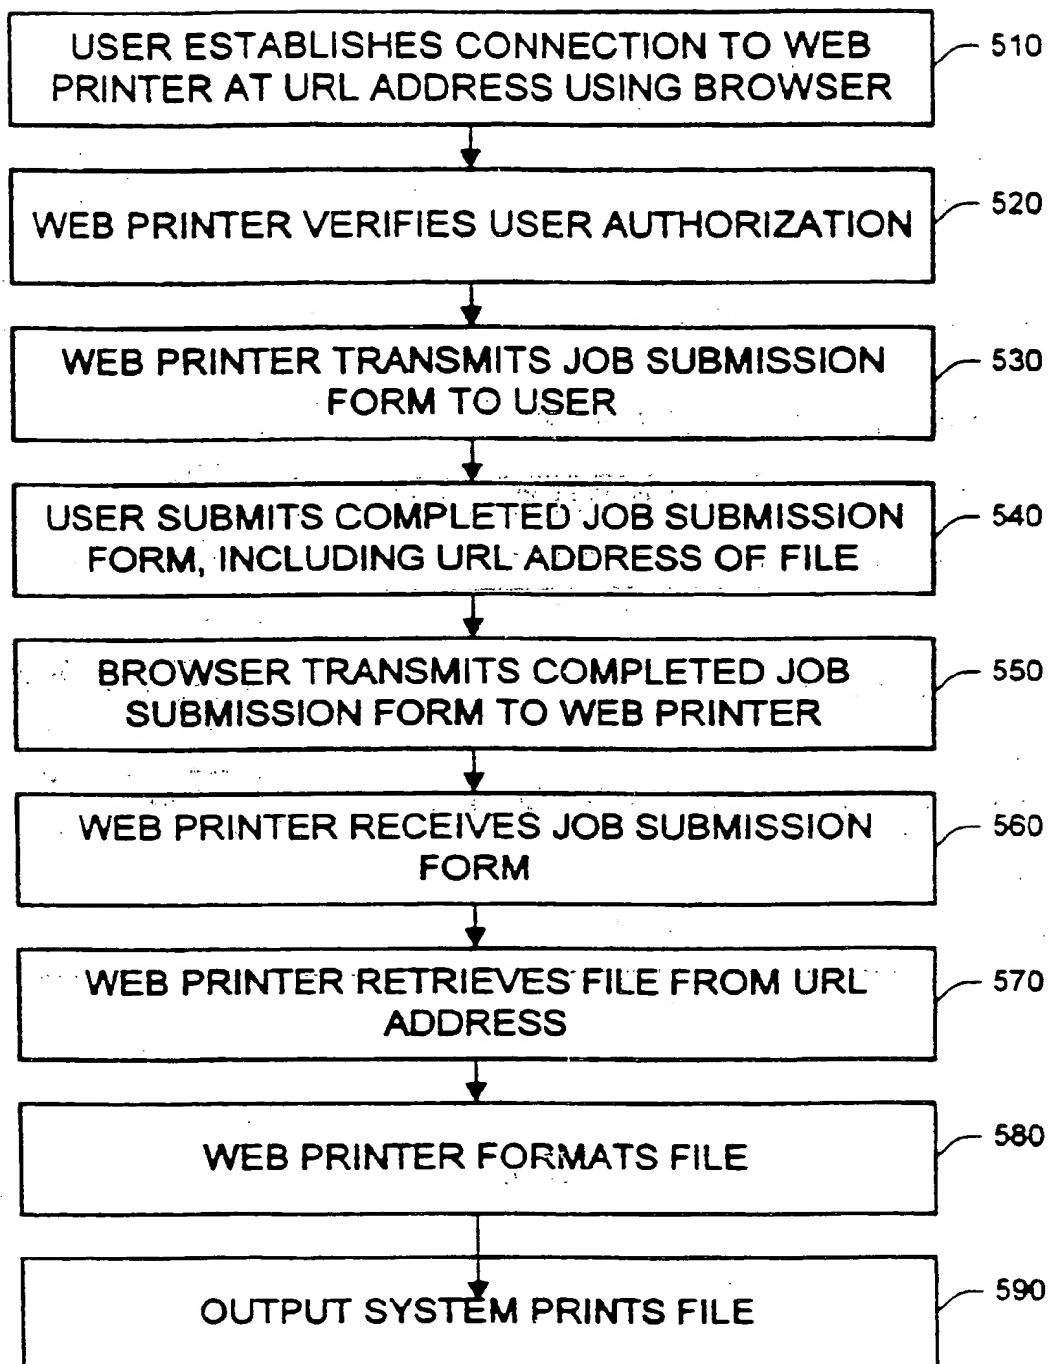 USER ESTABLISHES CONNECTION TO WEB
PRINTER AT URL ADDRESS USING BROWSER
510
WEB PRINTER VERIFIES USER AUTHORIZATION
520
WEB PRINTER TRANSMITS JOB SUBMISSION
FORM TO USER
530
USER SUBMITS COMPLETED JOB SUBMISSION
FORM, INCLUDING URL ADDRESS OF FILE
540
BROWSER TRANSMITS COMPLETED JOB
SUBMISSION FORM TO WEB PRINTER
550
WEB PRINTER RECEIVES JOB SUBMISSION
FORM
560
WEB PRINTER RETRIEVES FILE FROM URL
ADDRESS
570
WEB PRINTER FORMATS FILE
580
OUTPUT SYSTEM PRINTS FILE
590